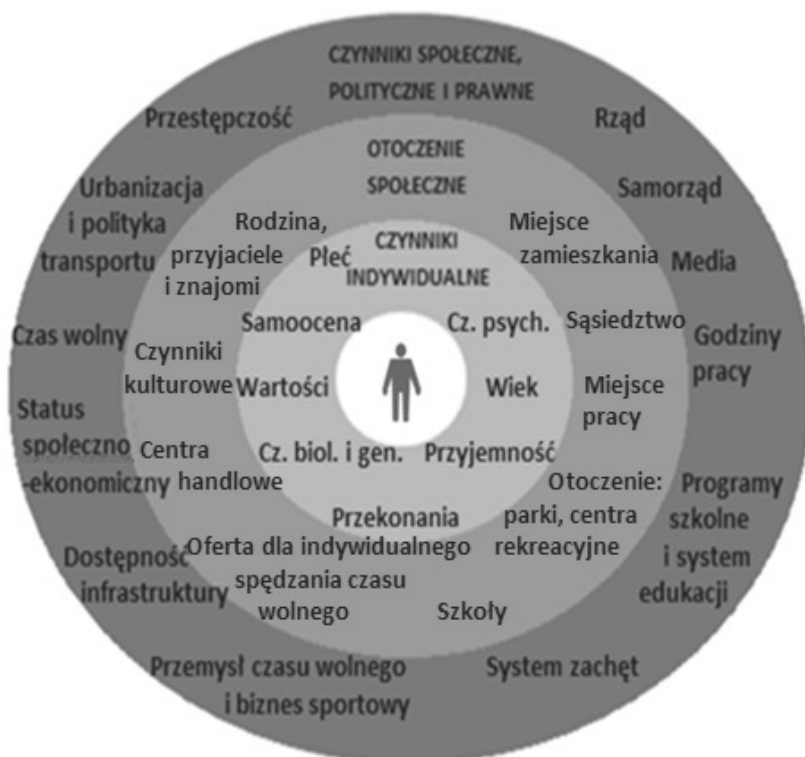 CZYNNIKI SPOŁECZNE,
POLITYCZNE I PRAWNE
Przestępczość
Rząd
Urbanizacja
i polityka
transportu
Samorząd
Media
Czas wolny
Godziny
pracy
Status
społeczno
-ekonomiczny
Programy
szkolne
i system
edukacji
Dostępność
infrastruktury
Przemysł czasu wolnego
i biznes sportowy
System zachęt
OTOCZENIE
SPOŁECZNE
Rodzina,
przyjaciele
i znajomi
Miejsce
zamieszkania
Sąsiedztwo
Czynniki
kulturowe
Miejsce
pracy
Centra
handlowe
Otoczenie:
parki, centra
rekreacyjne
Oferta dla indywidualnego
spędzania czasu
wolnego
Szkoły
CZYNNIKI
INDYWIDUALNE
Płeć
Samoocena
Cz. psych.
Wartości
Wiek
Cz. biol. i gen.
Przyjemność
Przekonania